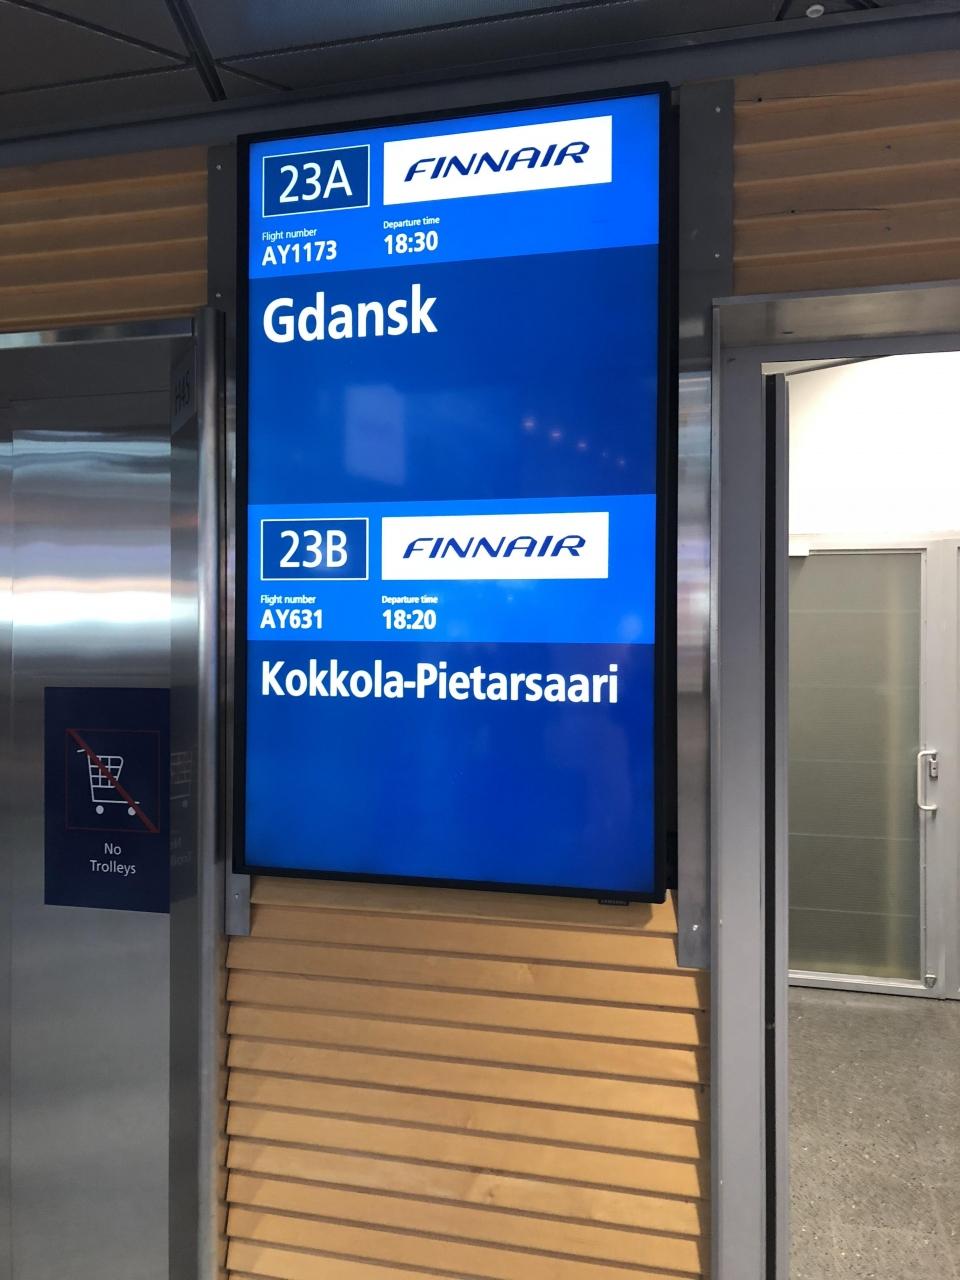 23A
FINNAIR
Flight number
Departure time
AY1173
18:30
Gdansk
23B
FINNAIR
Flight number
Departure time
AY631
18:20
Kokkola-Pietarsaari
No
Trolleys
SAMSUNG